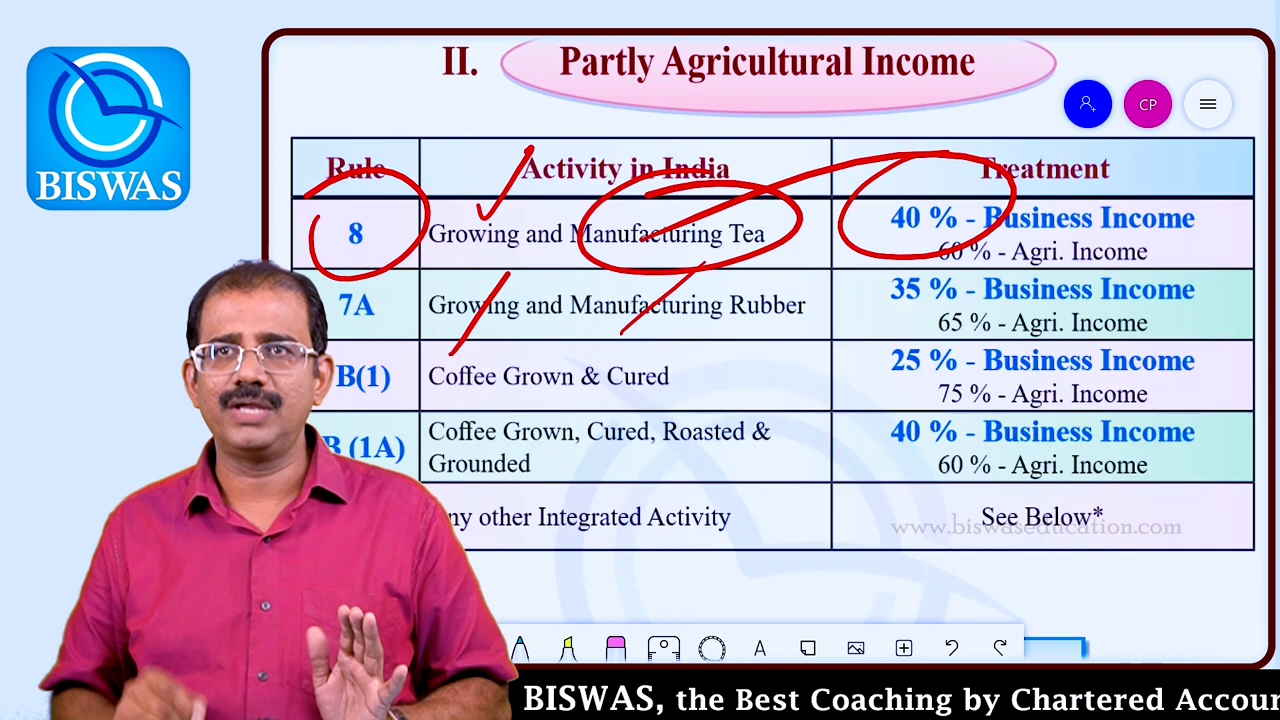 BISWAS
II. Partly Agricultural Income
CP
Rule Activity in India Treatment
8 Growing and Manufacturing Tea 40 % - Business Income
60 % - Agri. Income
7A Growing and Manufacturing Rubber 35 % - Business Income
65 % - Agri. Income
B(1) Coffee Grown & Cured 25 % - Business Income
75 % - Agri. Income
B (1A) Coffee Grown, Cured, Roasted &
Grounded
40 % - Business Income
60 % - Agri. Income
ny other Integrated Activity See Below*
www.biswaseducation.com
A
BISWAS, the Best Coaching by Chartered Accoun